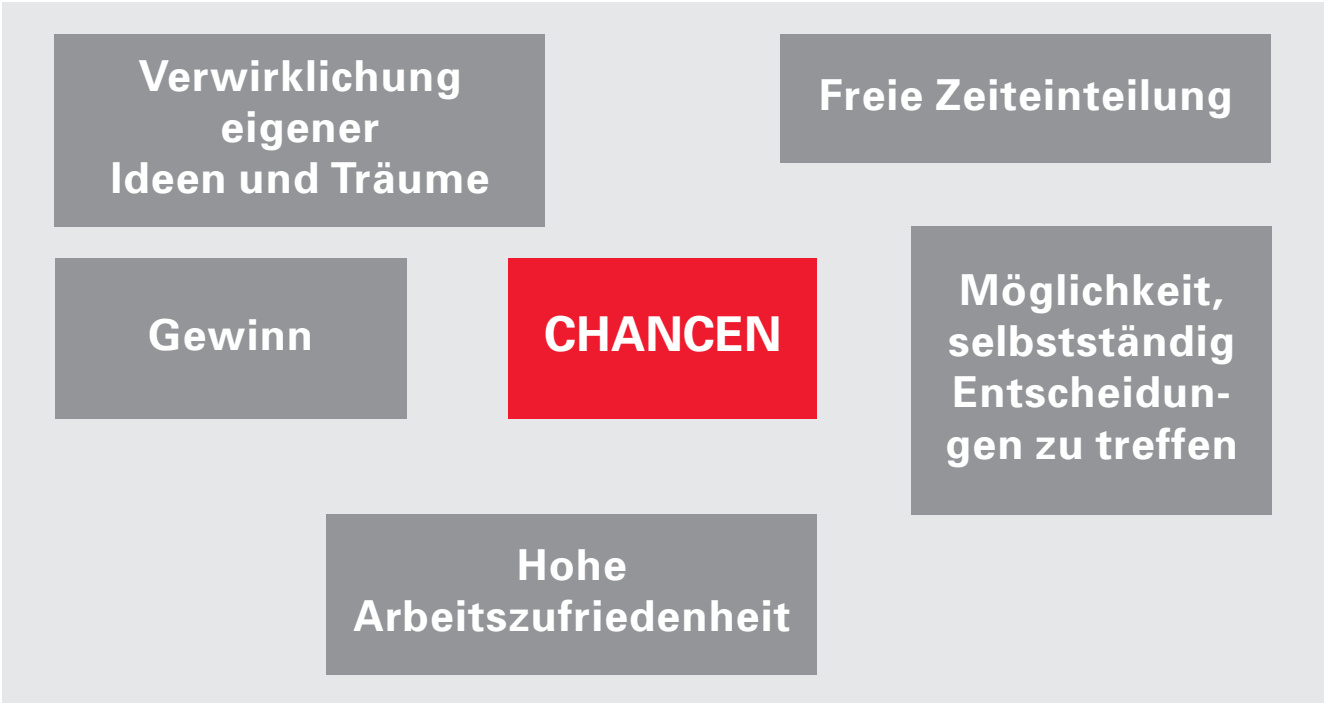 Verwirklichung
eigener
Ideen und Träume
Freie Zeiteinteilung
Gewinn
CHANCEN
Möglichkeit,
selbstständig
Entscheidun-
gen zu treffen
Hohe
Arbeitszufriedenheit